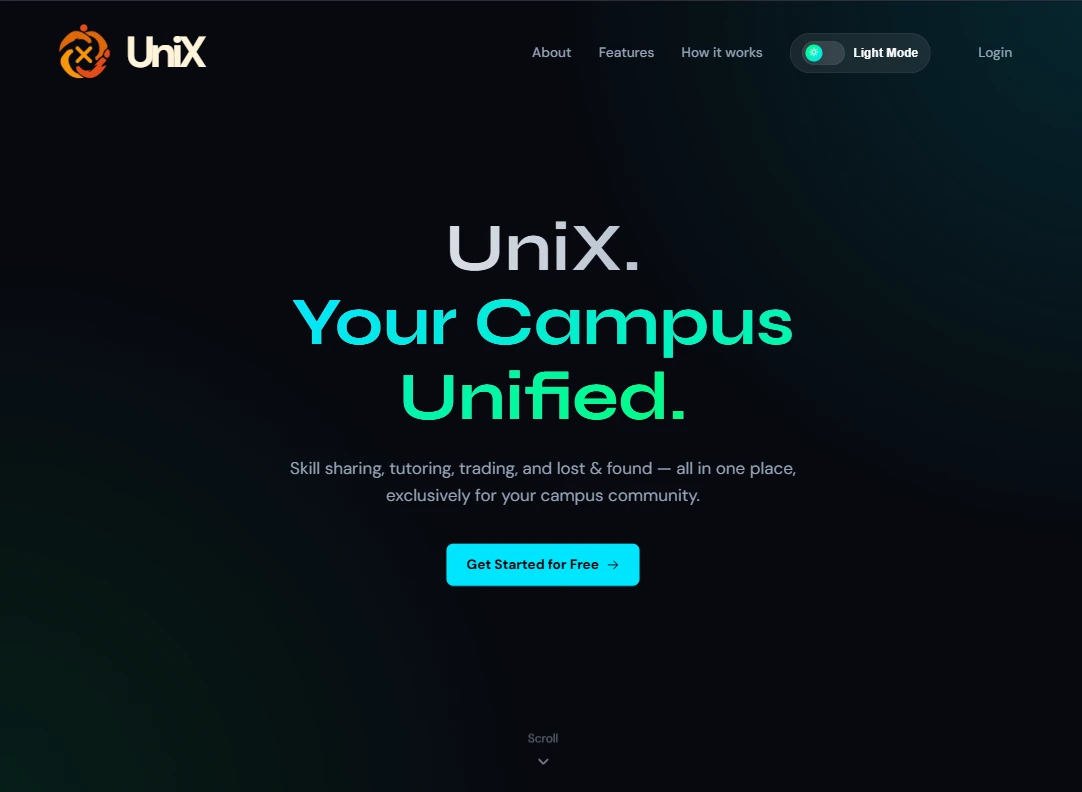 UniX
About
Features
How it works
Light Mode
Login
UniX.
Your Campus
Unified.
Skill sharing, tutoring, trading, and lost & found — all in one place,
exclusively for your campus community.
Get Started for Free →
Scroll